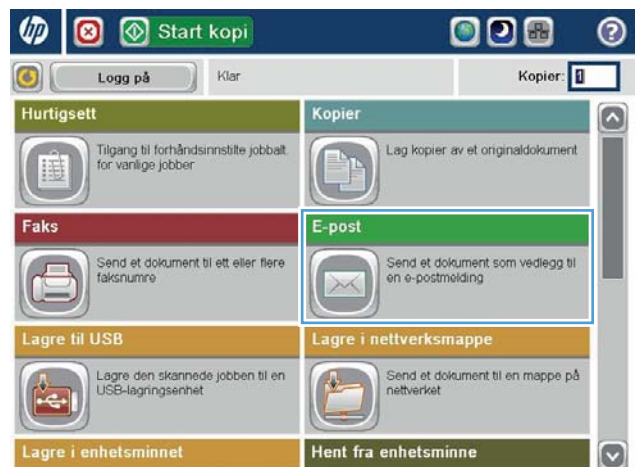 hp Start kopi ?
Logg på Klar Kopier: 1
Hurtigsett
Tilgang til forhåndsinnstilte jobbalt.
for vanlige jobber
Kopier
Lag kopier av et originaldokument
Faks
Send et dokument til ett eller flere
faksnumre
E-post
Send et dokument som vedlegg til
en e-postmelding
Lagre til USB
Lagre den skannede jobben til en
USB-lagringsenhet
Lagre i nettverksmappe
Send et dokument til en mappe på
nettverket
Lagre i enhetsminnet
Hent fra enhetsminne